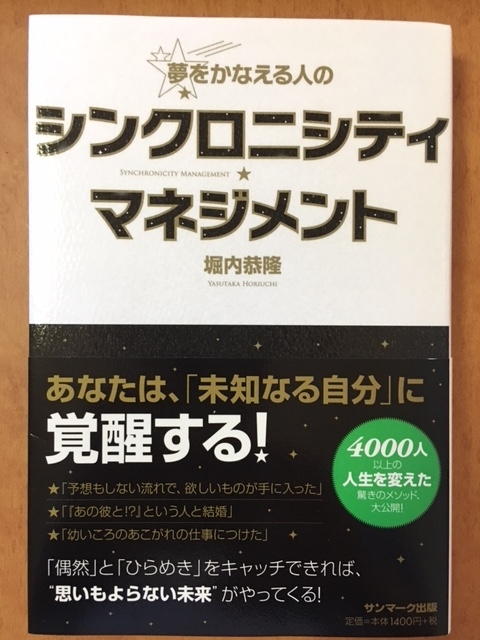 夢をかなえる人の
シンクロニシティ
SYNCHRONICITY MANAGEMENT
マネジメント
堀内恭隆
YASUTAKA HORIUCHI
あなたは、「未知なる自分」に
覚醒する!
4000人
以上の
人生を変えた
驚きのメソッド、
大公開!
★「予想もしない流れで、欲しいものが手に入った」
★「「あの彼と!?」という人と結婚」
★「幼いころのあこがれの仕事につけた」
「偶然」と「ひらめき」をキャッチできれば、
“思いもよらない未来”がやってくる!
サンマーク出版
定価=本体1400円+税